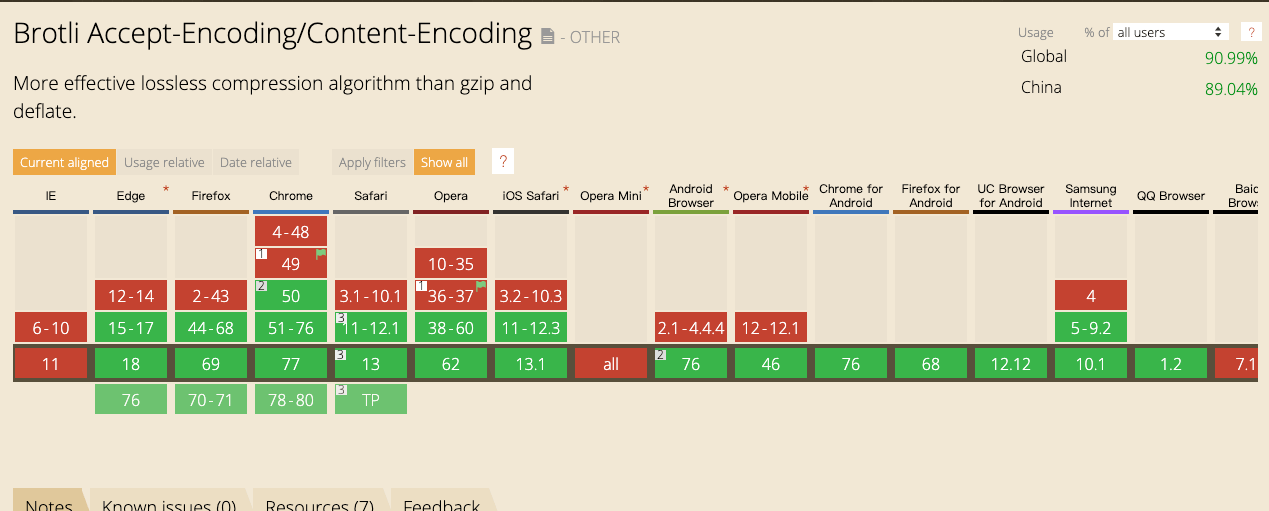 Brotli Accept-Encoding/Content-Encoding - OTHER
Usage % of all users ?
Global 90.99%
China 89.04%
More effective lossless compression algorithm than gzip and
deflate.
Current aligned Usage relative Date relative Apply filters Show all ?
IE Edge * Firefox Chrome Safari Opera iOS Safari * Opera Mini * Android Browser * Opera Mobile * Chrome for Android Firefox for Android UC Browser for Android Samsung Internet QQ Browser
4-48
1 49 10-35
12-14 2-43 2 50 3.1-10.1 1 36-37 3.2-10.3 4
6-10 15-17 44-68 51-76 3 11-12.1 38-60 11-12.3 2.1-4.4.4 12-12.1 5-9.2
11 18 69 77 3 13 62 13.1 all 2 76 46 76 68 12.12 10.1 1.2 7.1
76 70-71 78-80 3 TP
Notes Known issues (0) Resources (7) Feedback